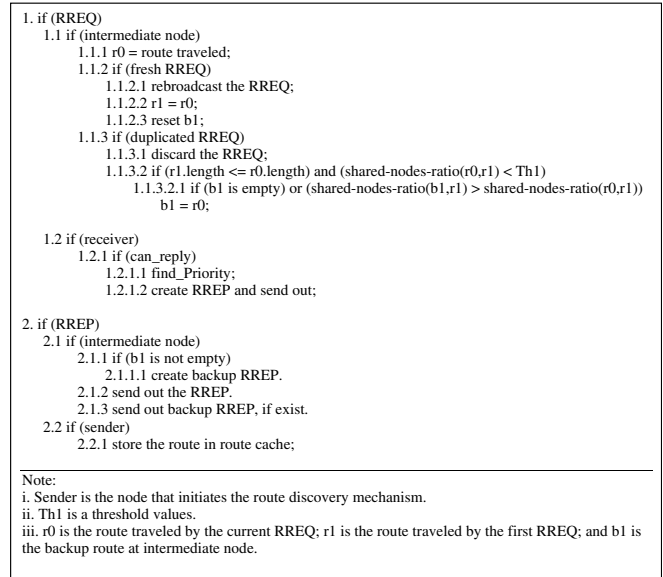 1. if (RREQ)
1.1 if (intermediate node)
1.1.1 r0 = route traveled;
1.1.2 if (fresh RREQ)
1.1.2.1 rebroadcast the RREQ;
1.1.2.2 r1 = r0;
1.1.2.3 reset b1;
1.1.3 if (duplicated RREQ)
1.1.3.1 discard the RREQ;
1.1.3.2 if (r1.length <= r0.length) and (shared-nodes-ratio(r0,r1) < Th1)
1.1.3.2.1 if (b1 is empty) or (shared-nodes-ratio(b1,r1) > shared-nodes-ratio(r0,r1))
b1 = r0;
1.2 if (receiver)
1.2.1 if (can_reply)
1.2.1.1 find_Priority;
1.2.1.2 create RREP and send out;
2. if (RREP)
2.1 if (intermediate node)
2.1.1 if (b1 is not empty)
2.1.1.1 create backup RREP.
2.1.2 send out the RREP.
2.1.3 send out backup RREP, if exist.
2.2 if (sender)
2.2.1 store the route in route cache;
Note:
i. Sender is the node that initiates the route discovery mechanism.
ii. Th1 is a threshold values.
iii. r0 is the route traveled by the current RREQ; r1 is the route traveled by the first RREQ; and b1 is
the backup route at intermediate node.